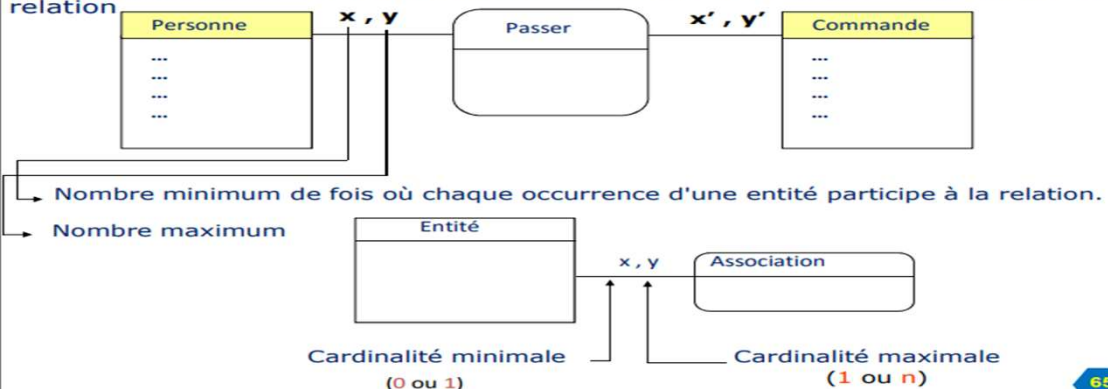 relation
Personne
x , y
Passer
x’ , y’
Commande
...
...
...
...
...
...
...
...
Nombre minimum de fois où chaque occurrence d'une entité participe à la relation.
Nombre maximum
Entité
x , y
Association
Cardinalité minimale
(0 ou 1)
Cardinalité maximale
(1 ou n)
65